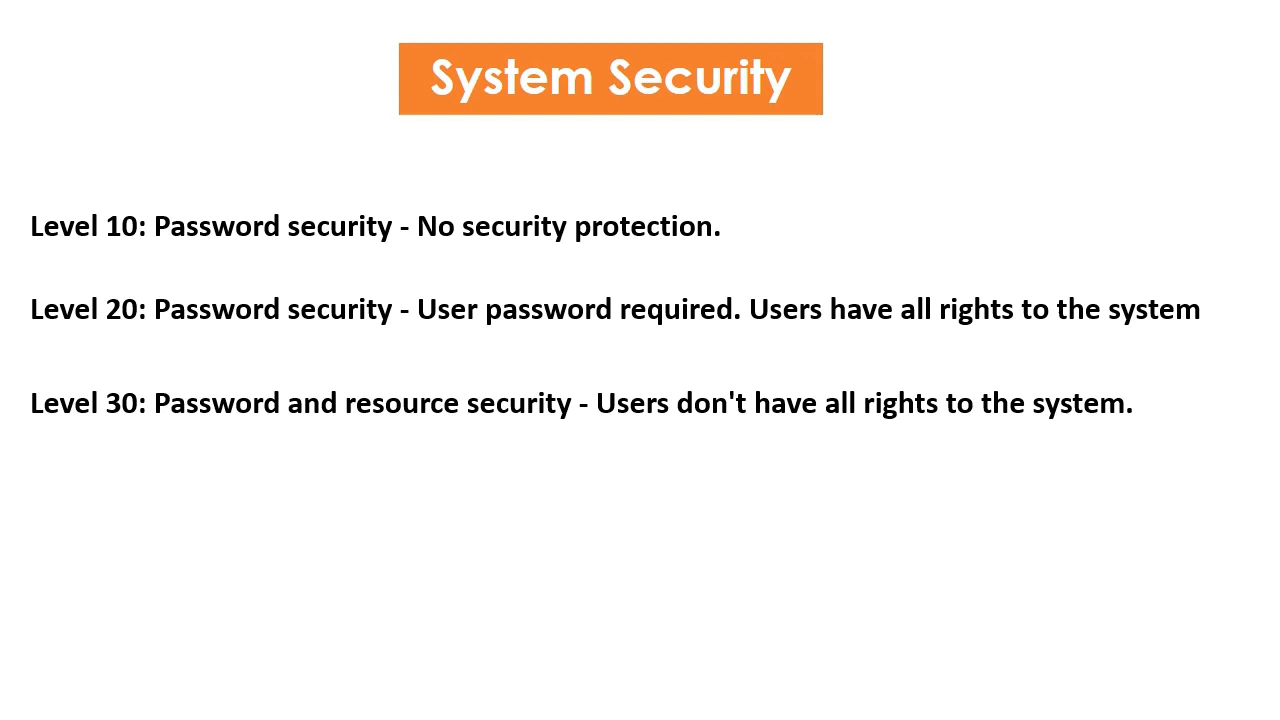 System Security
Level 10: Password security - No security protection.
Level 20: Password security - User password required. Users have all rights to the system
Level 30: Password and resource security - Users don't have all rights to the system.